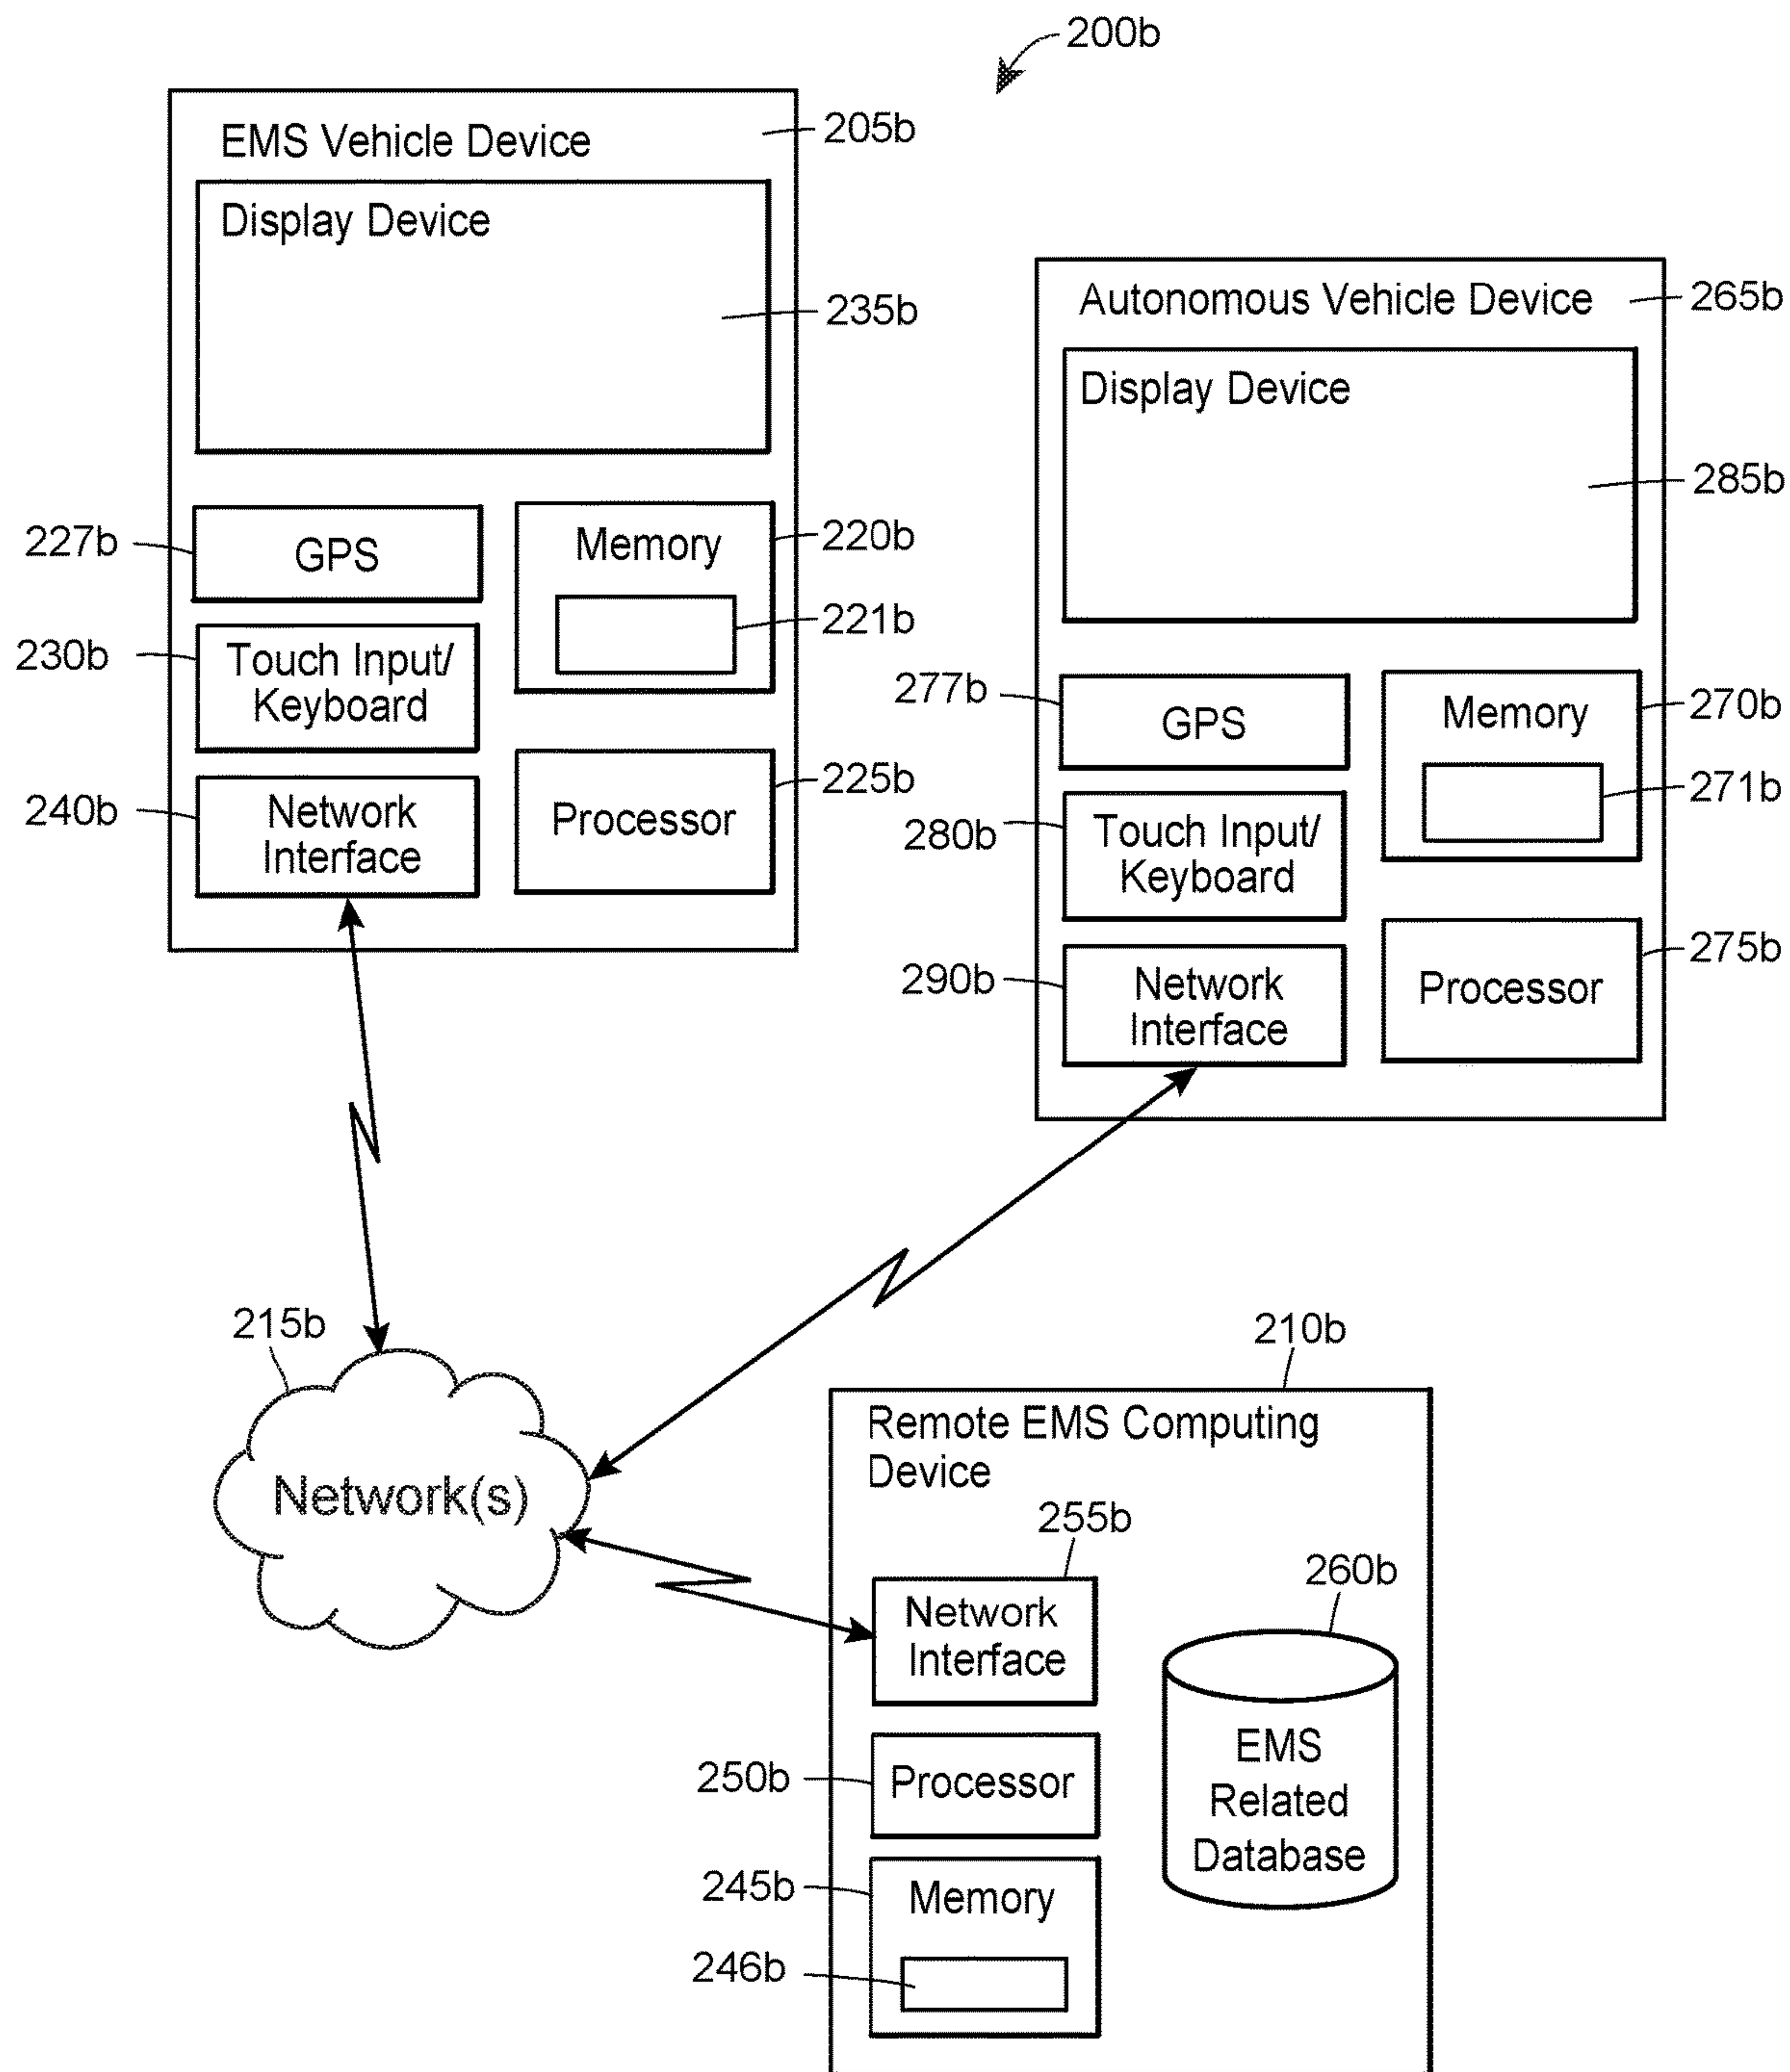 200b
EMS Vehicle Device
205b
Display Device
235b
227b
GPS
Memory
220b
221b
230b
Touch Input/
Keyboard
240b
Network
Interface
Processor
225b
Autonomous Vehicle Device
265b
Display Device
285b
277b
GPS
Memory
270b
271b
280b
Touch Input/
Keyboard
290b
Network
Interface
Processor
275b
215b
Network(s)
210b
Remote EMS Computing
Device
255b
Network
Interface
260b
EMS
Related
Database
250b
Processor
245b
Memory
246b